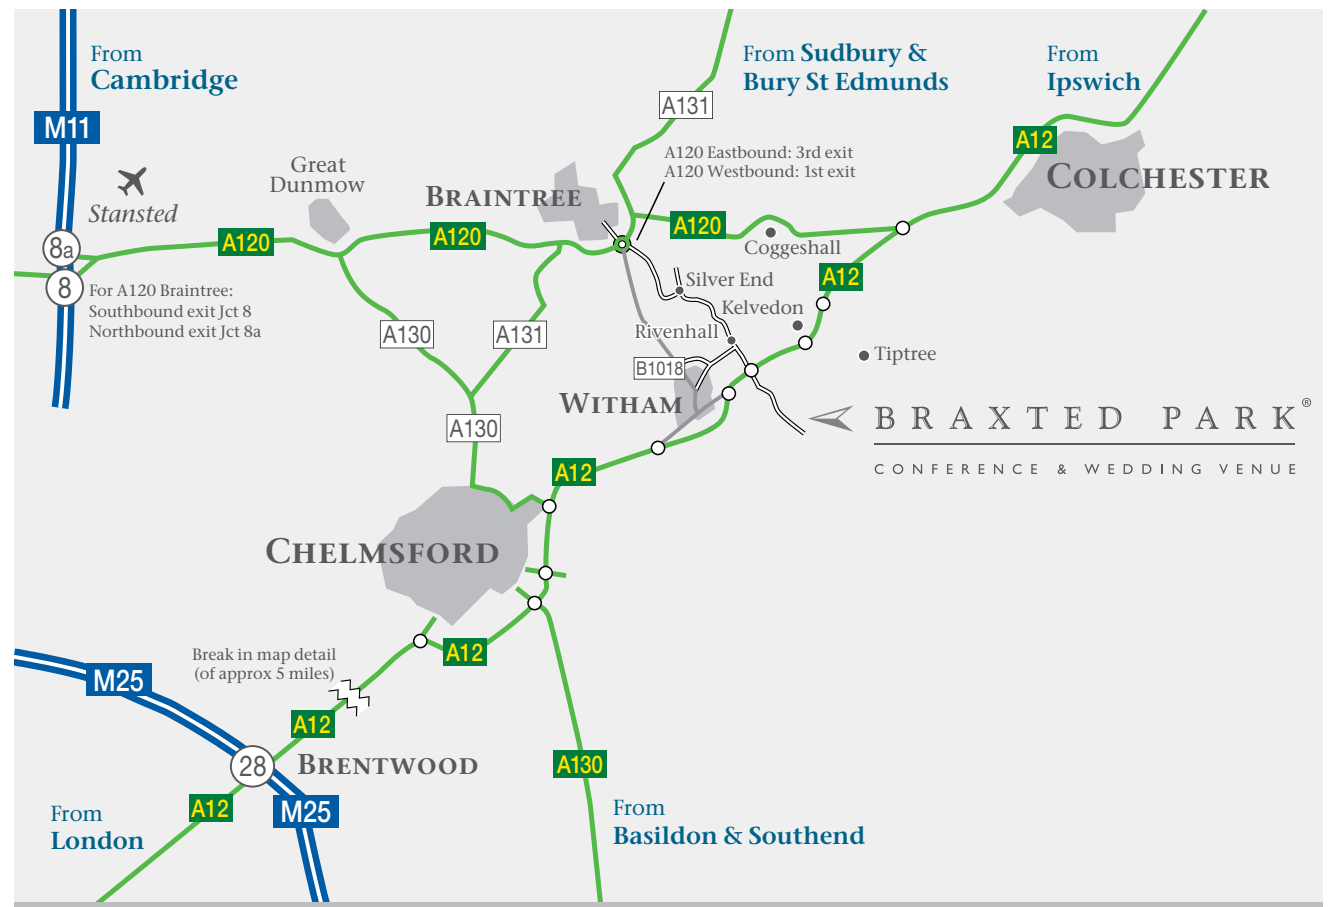 From
Cambridge
M11
Stansted
8a
8
For A120 Braintree:
Southbound exit Jct 8
Northbound exit Jct 8a
A120
Great
Dunmow
A120
BRAINTREE
From Sudbury &
Bury St Edmunds
A131
A120 Eastbound: 3rd exit
A120 Westbound: 1st exit
From
Ipswich
A12
COLCHESTER
A120
Coggeshall
A12
Silver End
Kelvedon
Rivenhall
Tiptree
A130
A131
B1018
WITHAM
A130
A12
BRAXTED PARK®
CONFERENCE & WEDDING VENUE
CHELMSFORD
A12
Break in map detail
(of approx 5 miles)
M25
A12
28
BRENTWOOD
A130
A12
M25
From
London
From
Basildon & Southend